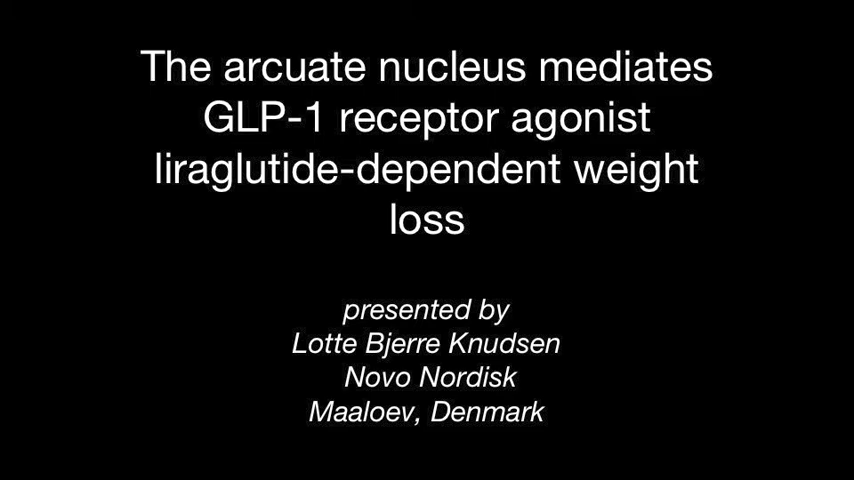 The arcuate nucleus mediates
GLP-1 receptor agonist
liraglutide-dependent weight
loss
presented by
Lotte Bjerre Knudsen
Novo Nordisk
Maaloev, Denmark